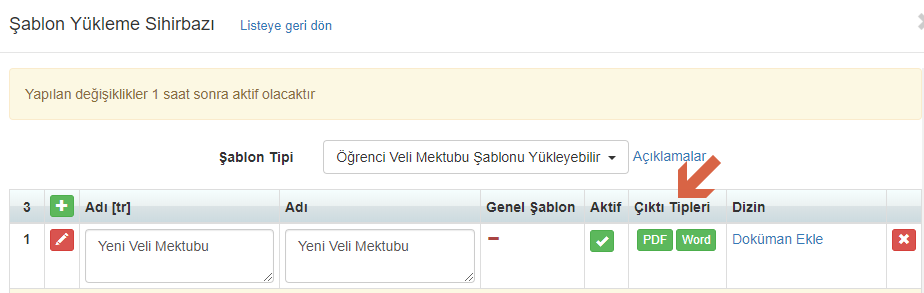 Şablon Yükleme Sihirbazı Listeye geri dön
Yapılan değişiklikler 1 saat sonra aktif olacaktır
Şablon Tipi Öğrenci Veli Mektubu Şablonu Yükleyebilir Açıklamalar
3 Adı [tr] Adı Genel Şablon Aktif Çıktı Tipleri Dizin
1 Yeni Veli Mektubu Yeni Veli Mektubu PDF Word Doküman Ekle